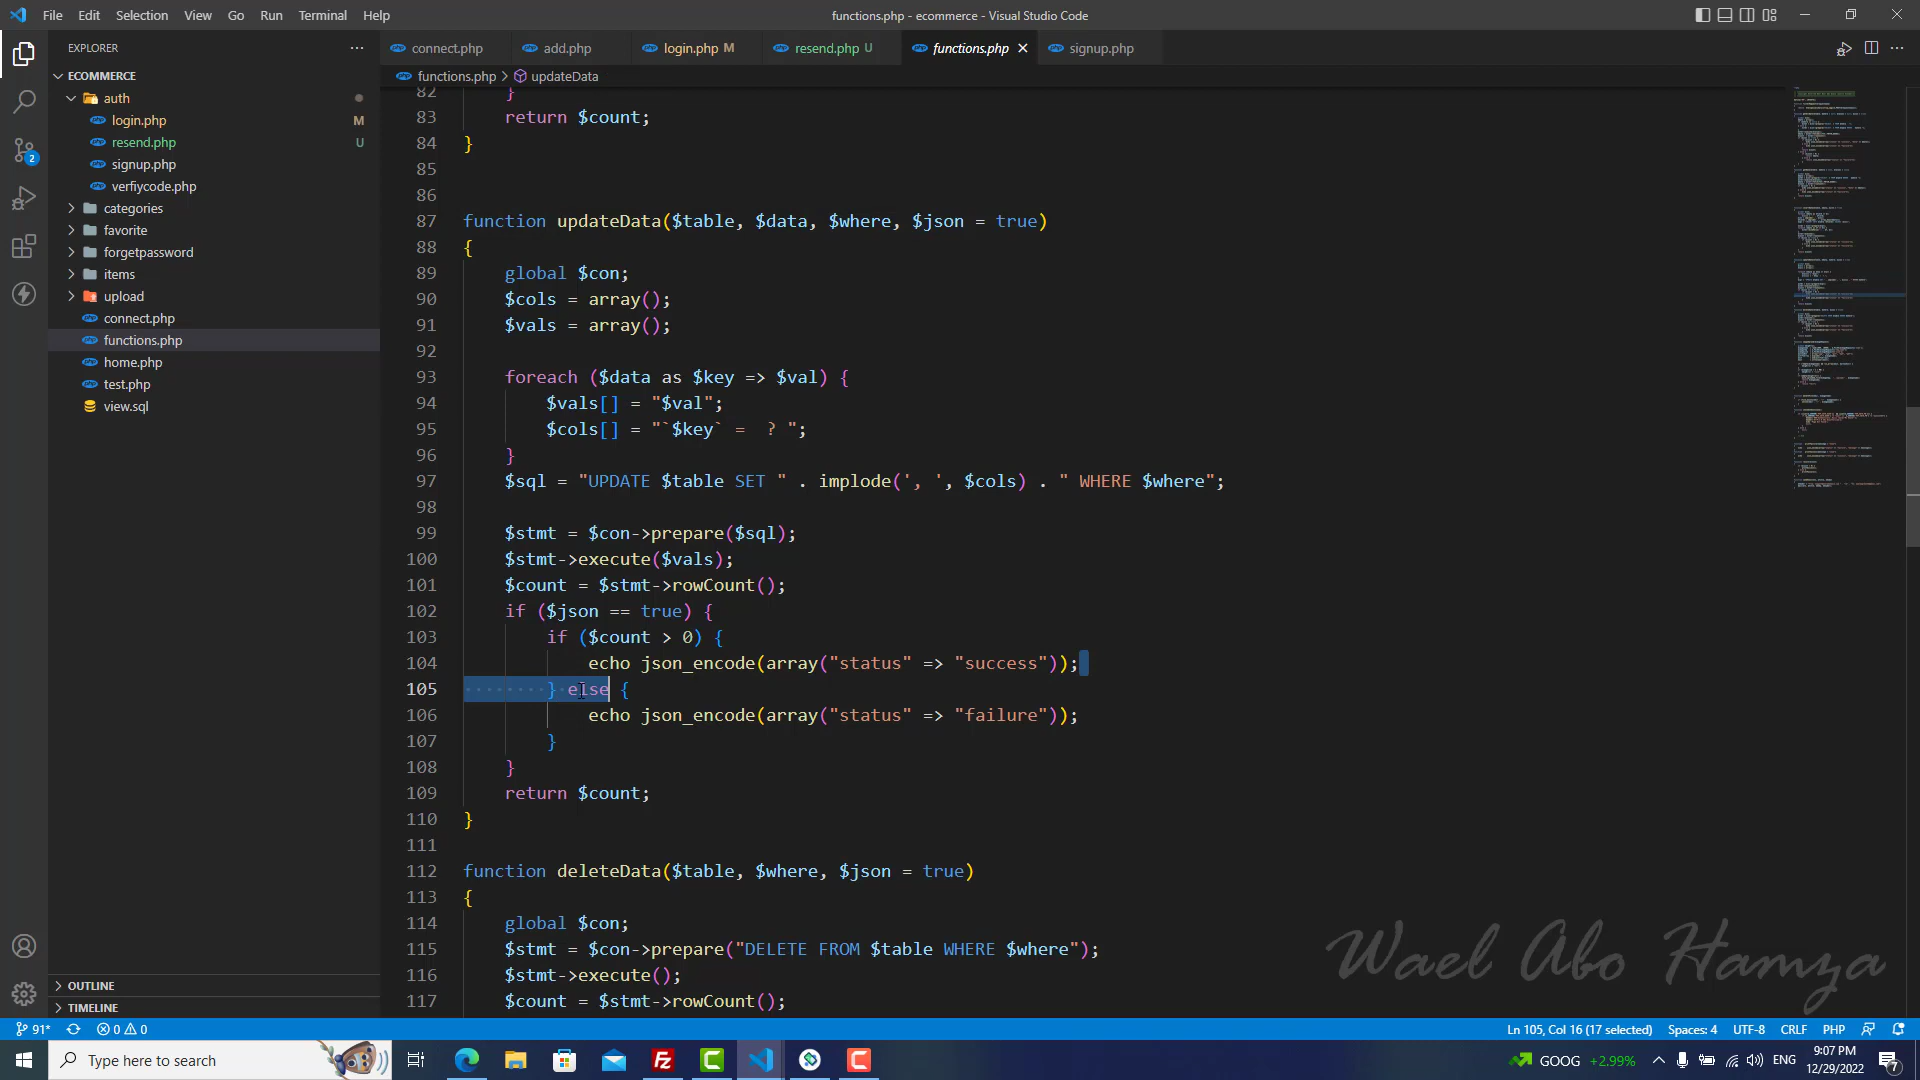 File Edit Selection View Go Run Terminal Help
functions.php - ecommerce - Visual Studio Code
EXPLORER
connect.php
add.php
login.php M
resend.php U
functions.php
signup.php
ECOMMERCE
functions.php > updateData
auth
login.php M
resend.php U
signup.php
verfiycode.php
categories
favorite
forgetpassword
items
upload
connect.php
functions.php
home.php
test.php
view.sql
OUTLINE
TIMELINE
82 }
83 return $count;
84 }
85
86
87 function updateData($table, $data, $where, $json = true)
88 {
89 global $con;
90 $cols = array();
91 $vals = array();
92
93 foreach ($data as $key => $val) {
94 $vals[] = "$val";
95 $cols[] = "`$key` =  ? ";
96 }
97 $sql = "UPDATE $table SET " . implode(', ', $cols) . " WHERE $where";
98
99 $stmt = $con->prepare($sql);
100 $stmt->execute($vals);
101 $count = $stmt->rowCount();
102 if ($json == true) {
103 if ($count > 0) {
104 echo json_encode(array("status" => "success"));
105 } else {
106 echo json_encode(array("status" => "failure"));
107 }
108 }
109 return $count;
110 }
111
112 function deleteData($table, $where, $json = true)
113 {
114 global $con;
115 $stmt = $con->prepare("DELETE FROM $table WHERE $where");
116 $stmt->execute();
117 $count = $stmt->rowCount();
Wael Abo Hamza
2
91* 0 0
Ln 105, Col 16 (17 selected) Spaces: 4 UTF-8 CRLF PHP
Type here to search
GOOG +2.99%
ENG
9:07 PM
12/29/2022
7